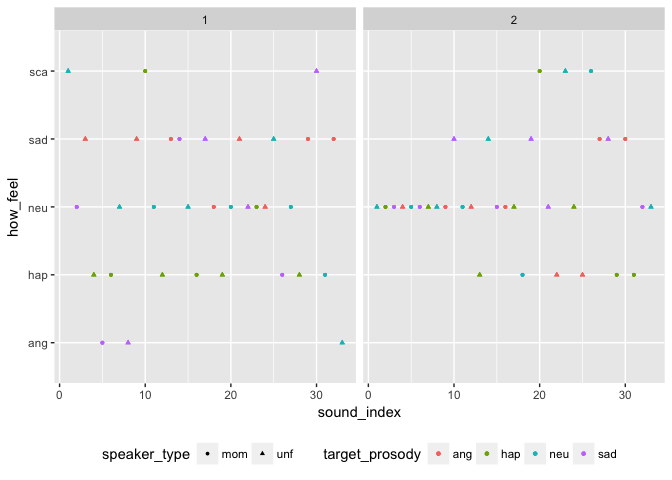 1 2
sca
sad
neu
hap
ang
how_feel
0 10 20 30 0 10 20 30
sound_index
speaker_type mom unf target_prosody ang hap neu sad